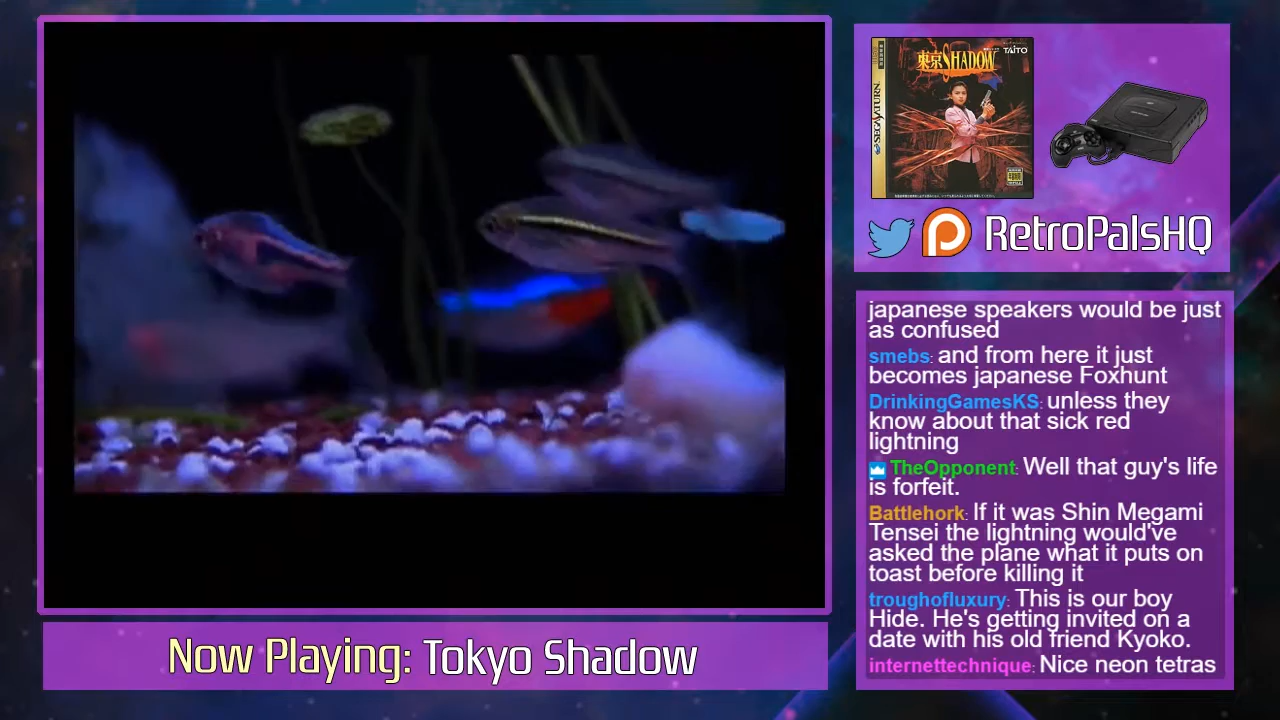 東京SHADOW
TAITO
SEGA SATURN
RetroPalsHQ
japanese speakers would be just
as confused
smebs: and from here it just
becomes japanese Foxhunt
DrinkingGamesKS: unless they
know about that sick red
lightning
TheOpponent: Well that guy's life
is forfeit.
Battlehork: If it was Shin Megami
Tensei the lightning would've
asked the plane what it puts on
toast before killing it
troughofluxury: This is our boy
Hide. He's getting invited on a
date with his old friend Kyoko.
internettechnique: Nice neon tetras
Now Playing: Tokyo Shadow